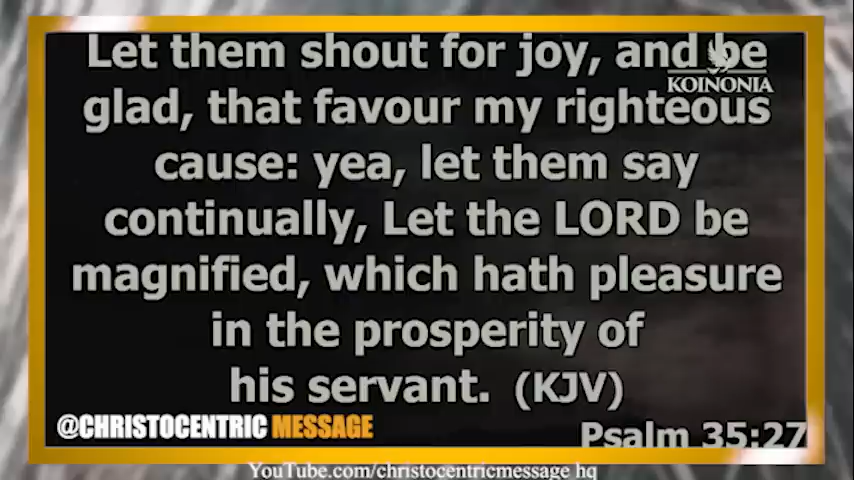 Let them shout for joy, and be
KOINONIA
glad, that favour my righteous
cause: yea, let them say
continually, Let the LORD be
magnified, which hath pleasure
in the prosperity of
his servant. (KJV)
@CHRISTOCENTRIC MESSAGE
Psalm 35:27
YouTube.com/christocentricmessage hq